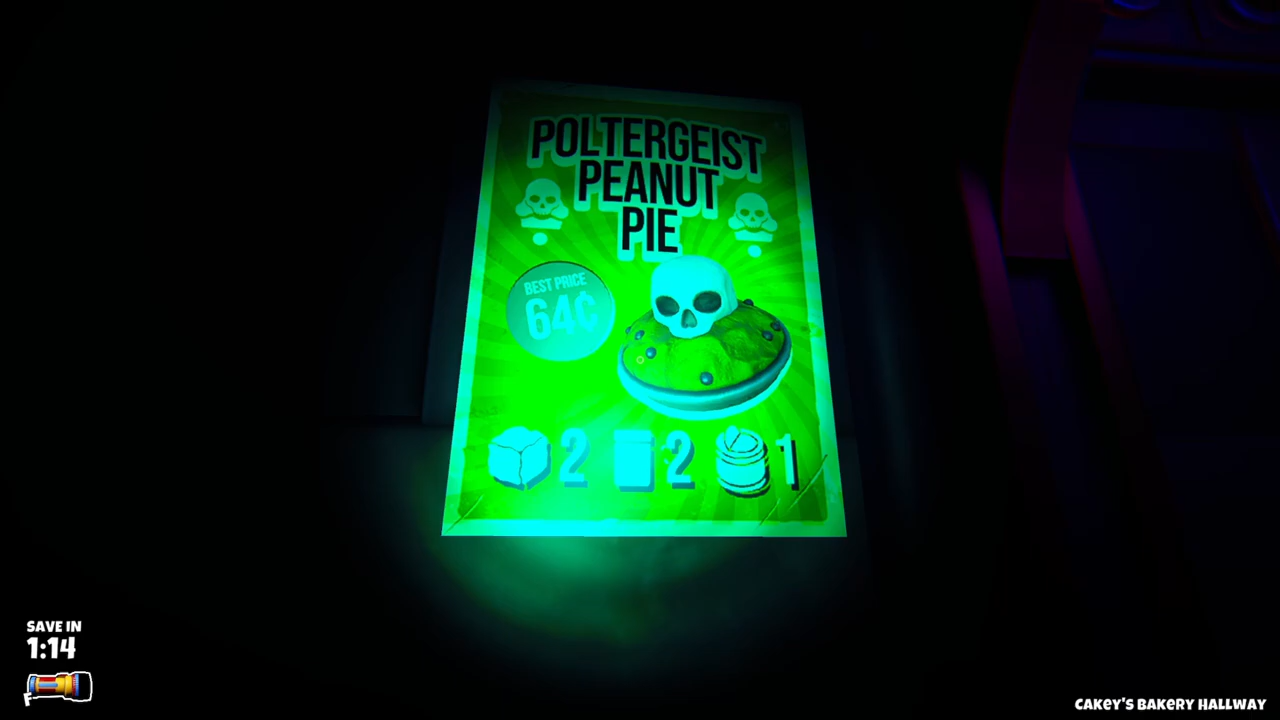 POLTERGEIST
PEANUT
PIE
BEST PRICE
64¢
2 2 1
SAVE IN
1:14
F
CAKEY'S BAKERY HALLWAY